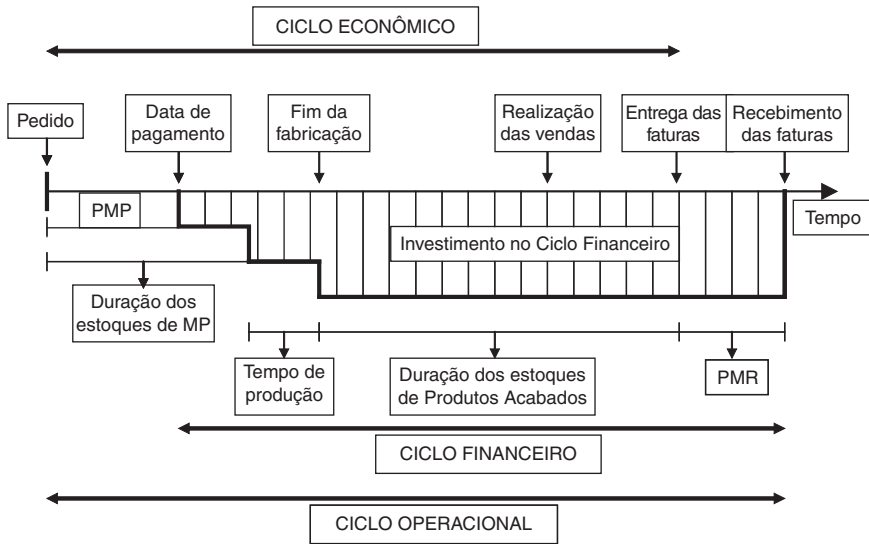 CICLO ECONÔMICO
Pedido
Data de
pagamento
Fim da
fabricação
Realização
das vendas
Entrega das
faturas
Recebimento
das faturas
PMP
Tempo
Investimento no Ciclo Financeiro
Duração dos
estoques de MP
Tempo de
produção
Duração dos estoques
de Produtos Acabados
PMR
CICLO FINANCEIRO
CICLO OPERACIONAL